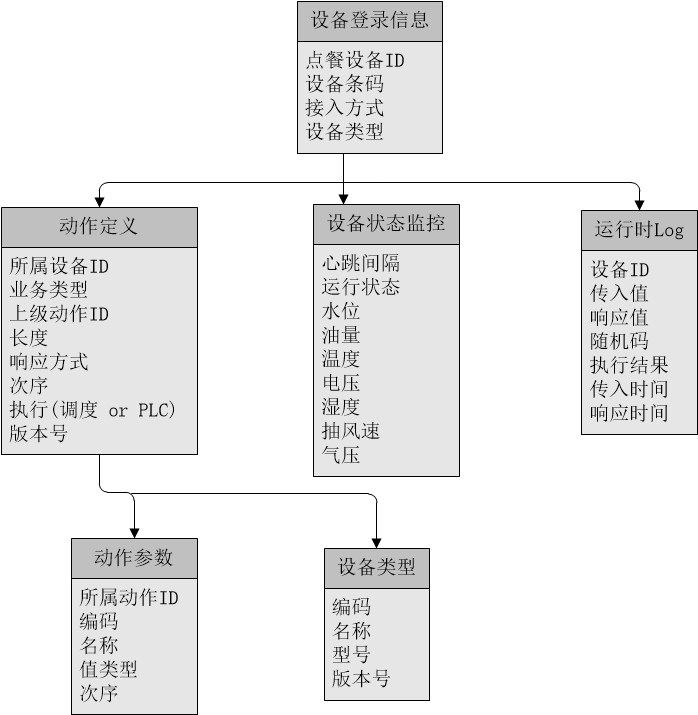 设备登录信息
点餐设备ID
设备条码
接入方式
设备类型
动作定义
所属设备ID
业务类型
上级动作ID
长度
响应方式
次序
执行(调度 or PLC)
版本号
设备状态监控
心跳间隔
运行状态
水位
油量
温度
电压
湿度
抽风速
气压
运行时Log
设备ID
传入值
响应值
随机码
执行结果
传入时间
响应时间
动作参数
所属动作ID
编码
名称
值类型
次序
设备类型
编码
名称
型号
版本号